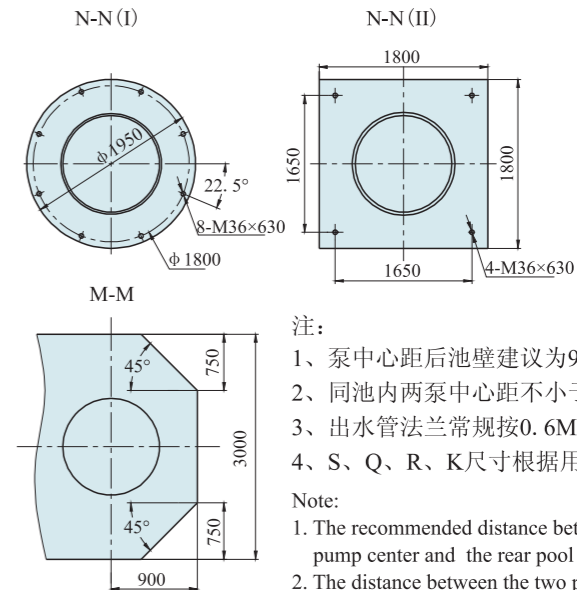 N-N(I)
N-N(II)
φ1950
22.5°
8-M36×630
φ1800
1800
1650
1800
1650
4-M36×630
M-M
45°
750
3000
45°
750
900
注:
1、泵中心距后池壁建议为9
2、同池内两泵中心距不小于
3、出水管法兰常规按0.6M
4、S、Q、R、K尺寸根据用
Note:
1. The recommended distance bet
pump center and the rear pool
2. The distance between the two p